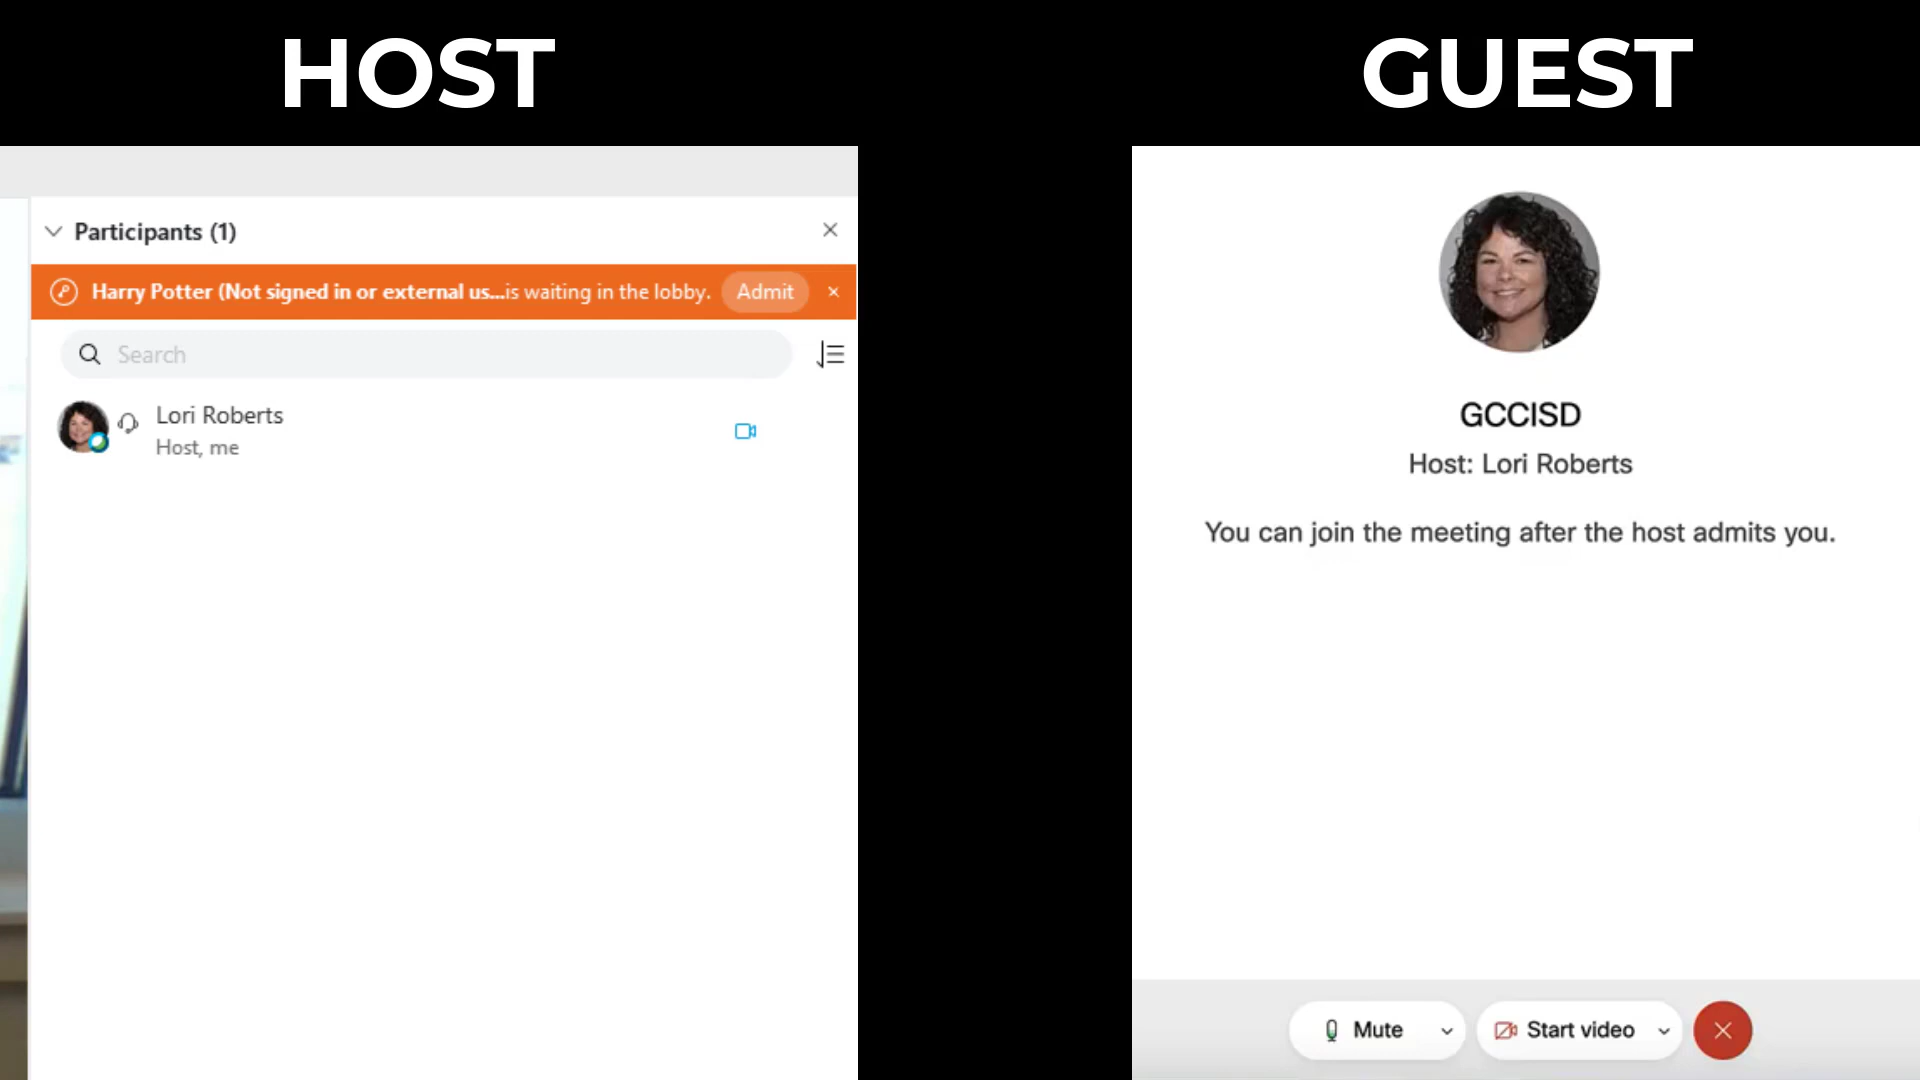 HOST
GUEST
Participants (1)
Harry Potter (Not signed in or external us...is waiting in the lobby. Admit
Search
Lori Roberts
Host, me
GCCISD
Host: Lori Roberts
You can join the meeting after the host admits you.
Mute
Start video